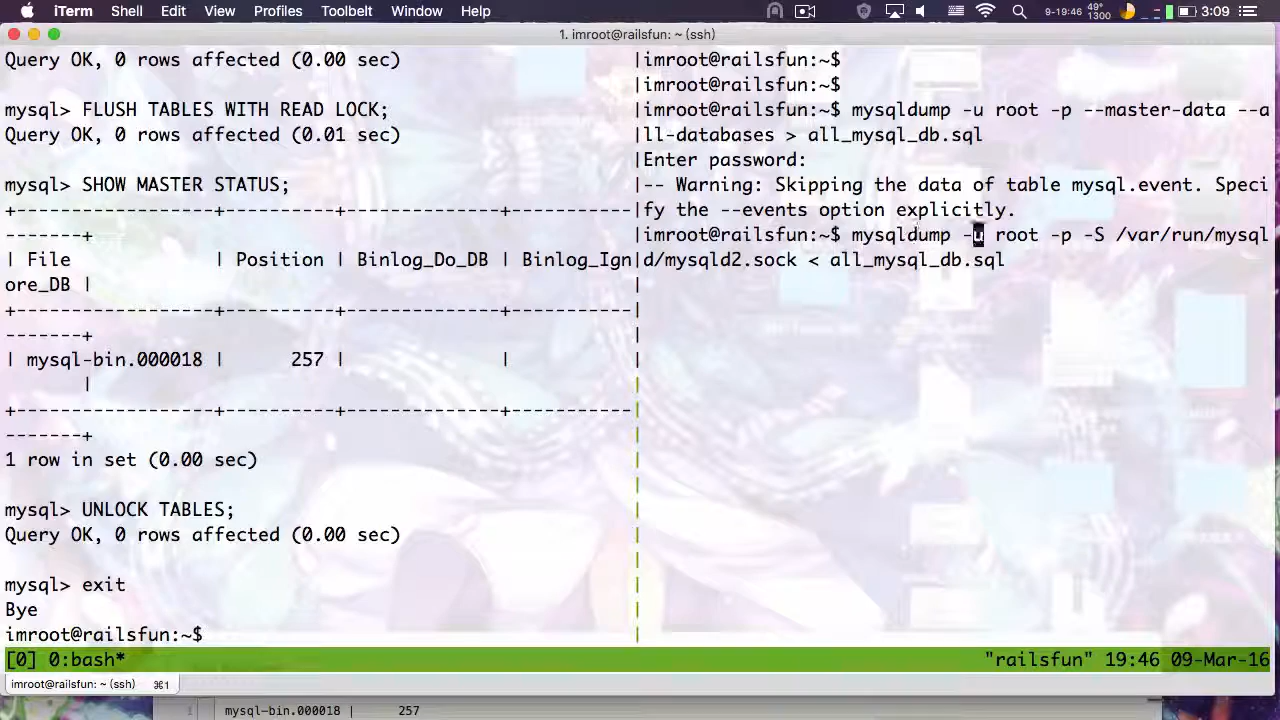 iTerm Shell Edit View Profiles Toolbelt Window Help 9-19:46 49° 1300 3:09
1. imroot@railsfun: ~ (ssh)
Query OK, 0 rows affected (0.00 sec)
mysql> FLUSH TABLES WITH READ LOCK;
Query OK, 0 rows affected (0.01 sec)
mysql> SHOW MASTER STATUS;
+------------------+----------+--------------+-----------
-------+
| File             | Position | Binlog_Do_DB | Binlog_Ign
ore_DB |
+------------------+----------+--------------+-----------
-------+
| mysql-bin.000018 |      257 |              |
       |
+------------------+----------+--------------+-----------
-------+
1 row in set (0.00 sec)
mysql> UNLOCK TABLES;
Query OK, 0 rows affected (0.00 sec)
mysql> exit
Bye
imroot@railsfun:~$
imroot@railsfun:~$
imroot@railsfun:~$
imroot@railsfun:~$ mysqldump -u root -p --master-data --a
ll-databases > all_mysql_db.sql
Enter password:
-- Warning: Skipping the data of table mysql.event. Speci
fy the --events option explicitly.
imroot@railsfun:~$ mysqldump -u root -p -S /var/run/mysql
d/mysqld2.sock < all_mysql_db.sql
[0] 0:bash* "railsfun" 19:46 09-Mar-16
imroot@railsfun: ~ (ssh) ⌘1
1 mysql-bin.000018 | 257